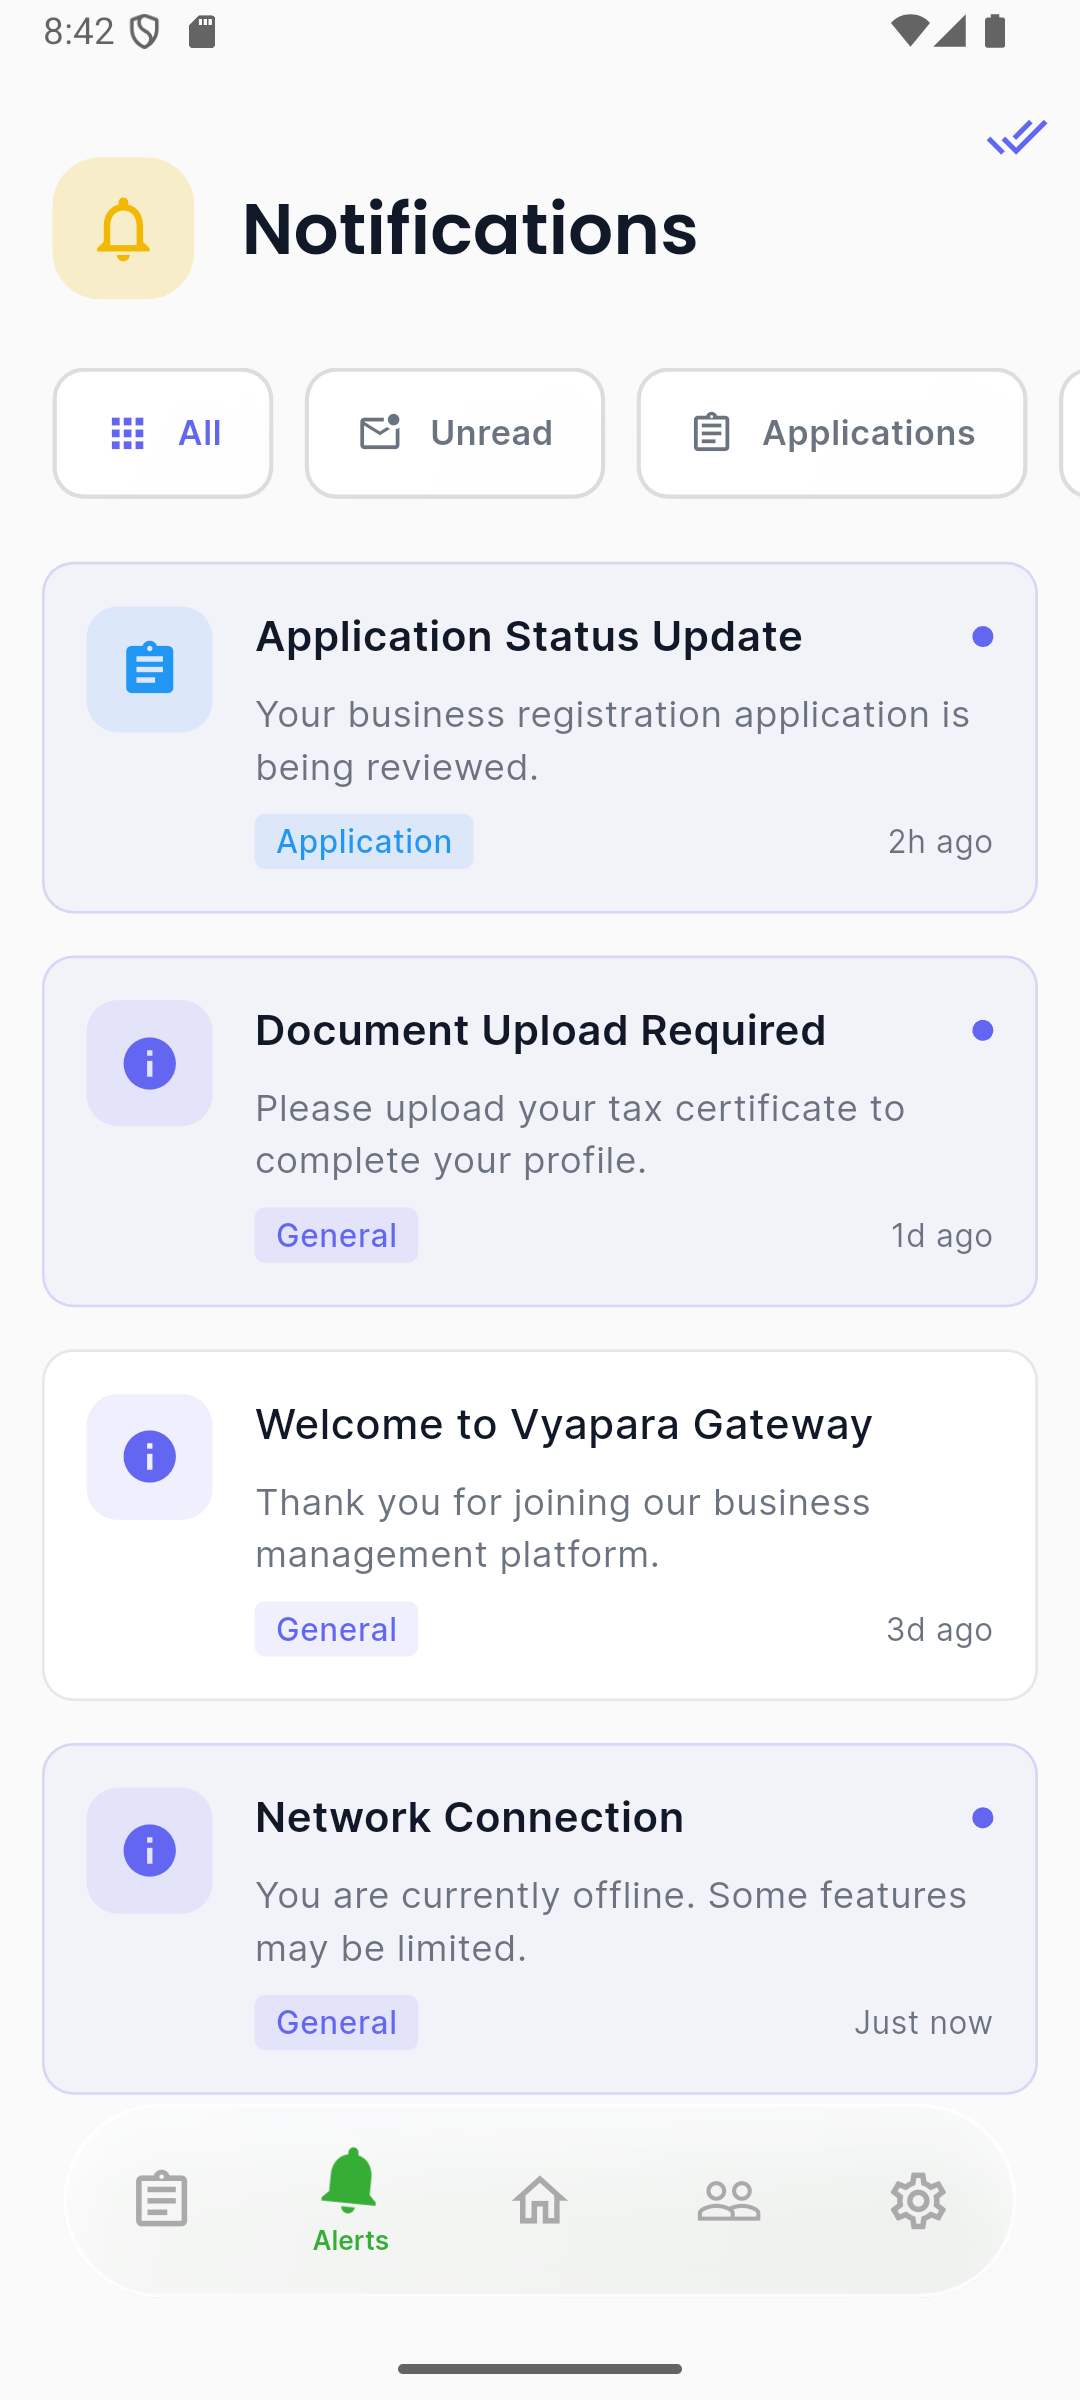 8:42
Notifications
All
Unread
Applications
Application Status Update
Your business registration application is
being reviewed.
Application
2h ago
Document Upload Required
Please upload your tax certificate to
complete your profile.
General
1d ago
Welcome to Vyapara Gateway
Thank you for joining our business
management platform.
General
3d ago
Network Connection
You are currently offline. Some features
may be limited.
General
Just now
Alerts